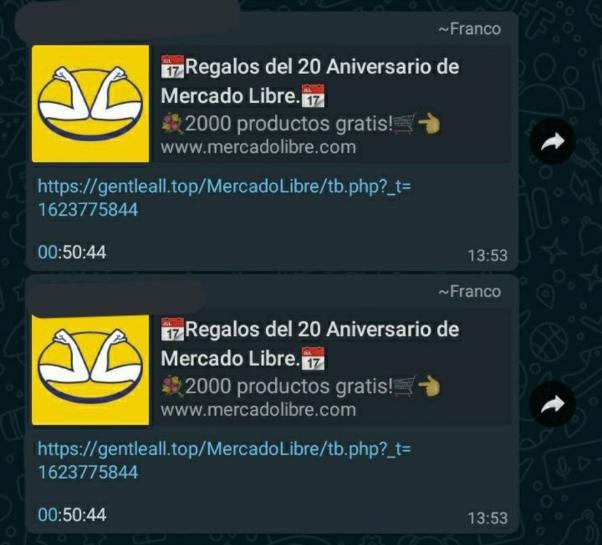 ~Franco
📅Regalos del 20 Aniversario de
Mercado Libre.📅
💐2000 productos gratis!🛒👈
www.mercadolibre.com
https://gentleall.top/MercadoLibre/tb.php?_t=
1623775844
00:50:44
13:53
~Franco
📅Regalos del 20 Aniversario de
Mercado Libre.📅
💐2000 productos gratis!🛒👈
www.mercadolibre.com
https://gentleall.top/MercadoLibre/tb.php?_t=
1623775844
00:50:44
13:53